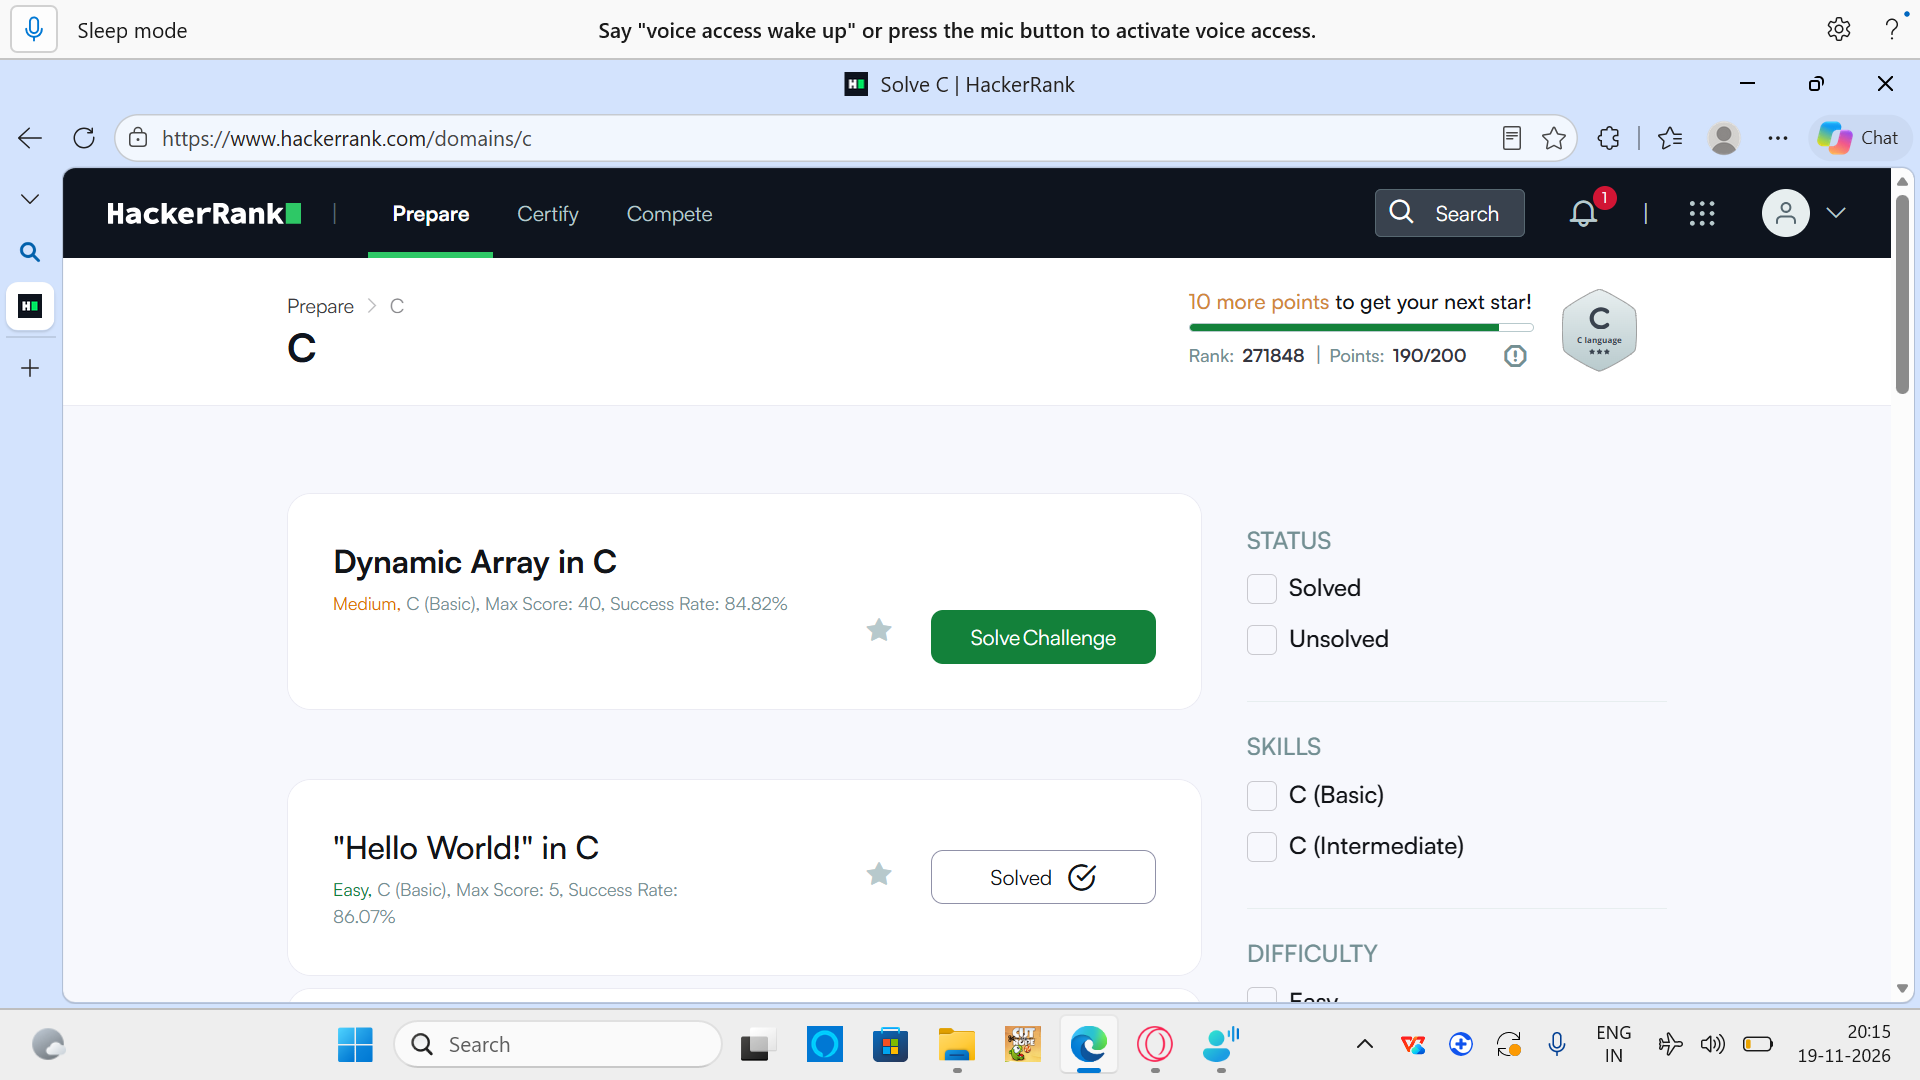 Sleep mode
Say "voice access wake up" or press the mic button to activate voice access.
Solve C | HackerRank
https://www.hackerrank.com/domains/c
Chat
HackerRank
Prepare
Certify
Compete
Search
1
Prepare > C
C
10 more points to get your next star!
Rank: 271848 | Points: 190/200
C
C language
Dynamic Array in C
Medium, C (Basic), Max Score: 40, Success Rate: 84.82%
Solve Challenge
"Hello World!" in C
Easy, C (Basic), Max Score: 5, Success Rate:
86.07%
Solved
STATUS
Solved
Unsolved
SKILLS
C (Basic)
C (Intermediate)
DIFFICULTY
Easy
Search
CUT THE ROPE
ENG
IN
20:15
19-11-2026